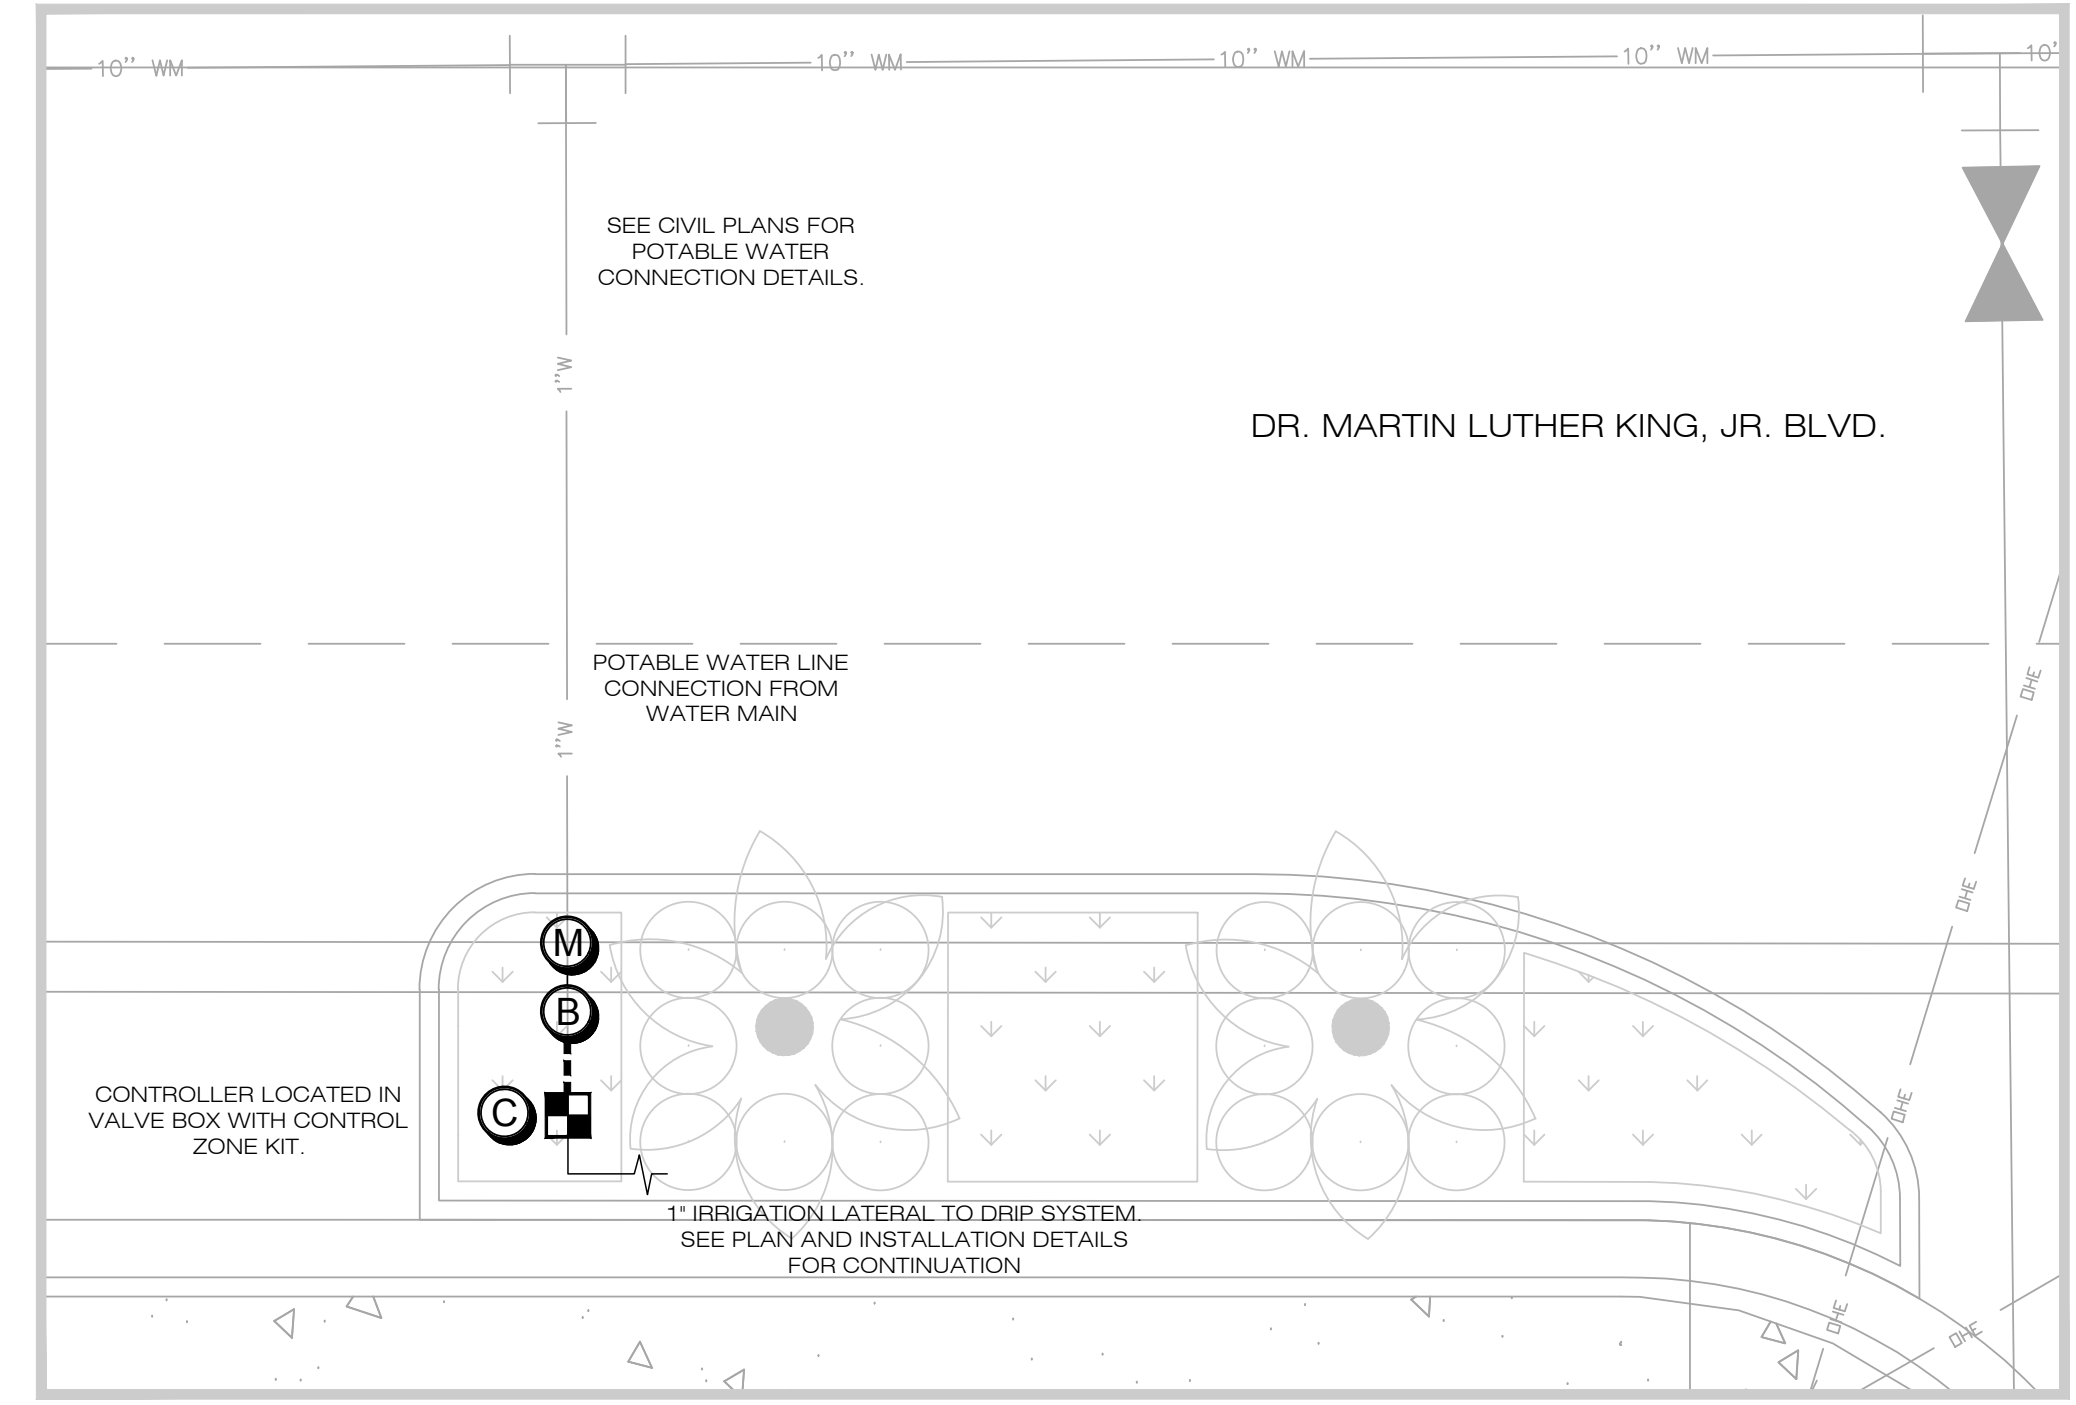 10’’ WM 10’’ WM 10’’ WM 10’’ WM 10’
SEE CIVIL PLANS FOR
POTABLE WATER
CONNECTION DETAILS.
1’’W
DR. MARTIN LUTHER KING, JR. BLVD.
POTABLE WATER LINE
CONNECTION FROM
WATER MAIN
OHE
1’’W
OHE
M
B
CONTROLLER LOCATED IN
VALVE BOX WITH CONTROL
ZONE KIT.
C
OHE
1" IRRIGATION LATERAL TO DRIP SYSTEM.
SEE PLAN AND INSTALLATION DETAILS
FOR CONTINUATION
OHE
OHE